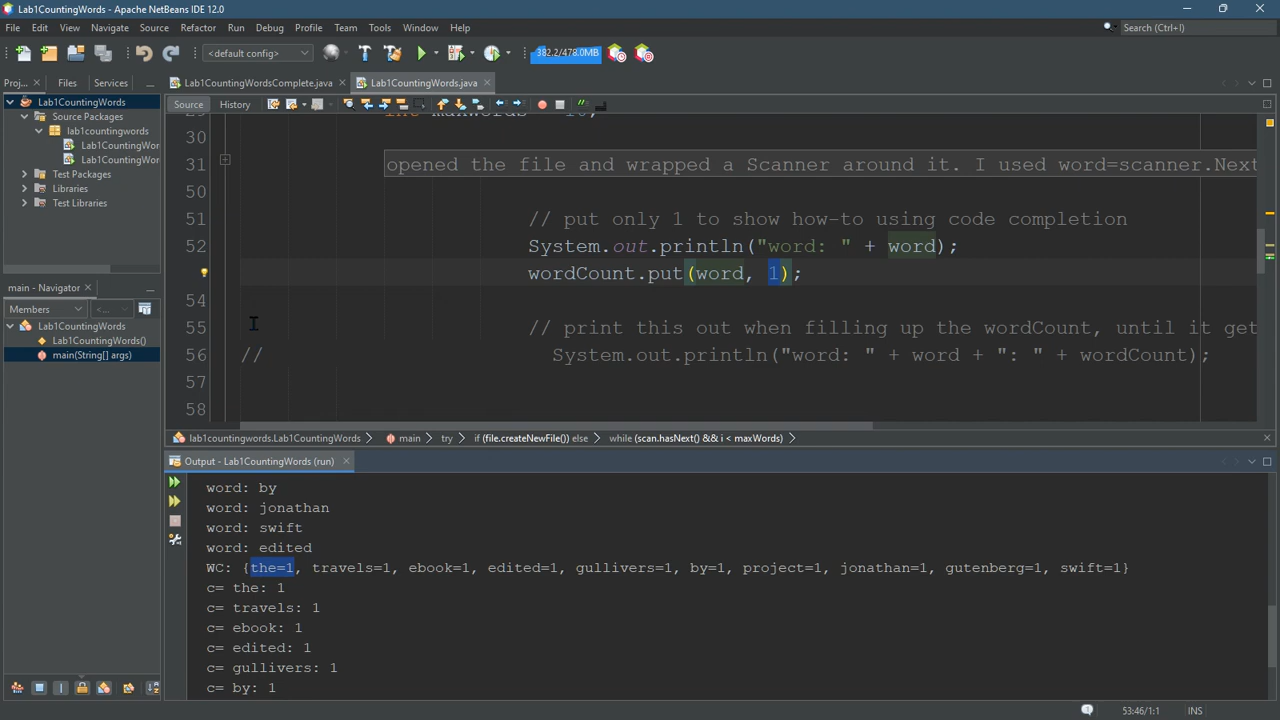 Lab1CountingWords - Apache NetBeans IDE 12.0
File Edit View Navigate Source Refactor Run Debug Profile Team Tools Window Help
Search (Ctrl+I)
<default config>
382.2/478.0MB
Proj... Files Services
Lab1CountingWordsComplete.java Lab1CountingWords.java
Lab1CountingWords
Source Packages
lab1countingwords
Lab1CountingWor
Lab1CountingWor
Test Packages
Libraries
Test Libraries
Source History
29 int maxWords = 10;
30
31 opened the file and wrapped a Scanner around it. I used word=scanner.Next
50
51 // put only 1 to show how-to using code completion
52 System.out.println("word: " + word);
wordCount.put(word, 1);
54
55 // print this out when filling up the wordCount, until it get
56 // System.out.println("word: " + word + ": " + wordCount);
57
58
main - Navigator
Members
<...
Lab1CountingWords
Lab1CountingWords()
main(String[] args)
lab1countingwords.Lab1CountingWords main try if (file.createNewFile()) else while (scan.hasNext() && i < maxWords)
Output - Lab1CountingWords (run)
word: by
word: jonathan
word: swift
word: edited
WC: {the=1, travels=1, ebook=1, edited=1, gullivers=1, by=1, project=1, jonathan=1, gutenberg=1, swift=1}
c= the: 1
c= travels: 1
c= ebook: 1
c= edited: 1
c= gullivers: 1
c= by: 1
53:46/1:1 INS